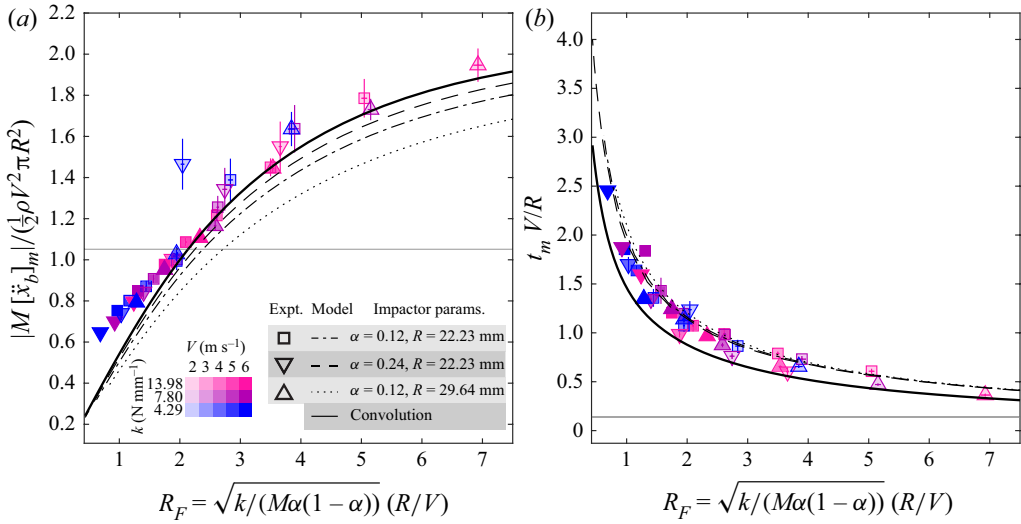 (a)
2.2
2.0
1.8
1.6
1.4
1.2
1.0
0.8
0.6
0.4
0.2
|M [ẍ_b]_m|/(½ρV²πR²)
1 2 3 4 5 6 7
R_F = √k/(Mα(1 − α)) (R/V)
V (m s⁻¹)
2 3 4 5 6
k (N mm⁻¹)
13.98
7.80
4.29
Expt. Model Impactor params.
α = 0.12, R = 22.23 mm
α = 0.24, R = 22.23 mm
α = 0.12, R = 29.64 mm
Convolution
(b)
4.0
3.5
3.0
2.5
2.0
1.5
1.0
0.5
0
t_m V/R
1 2 3 4 5 6 7
R_F = √k/(Mα(1 − α)) (R/V)